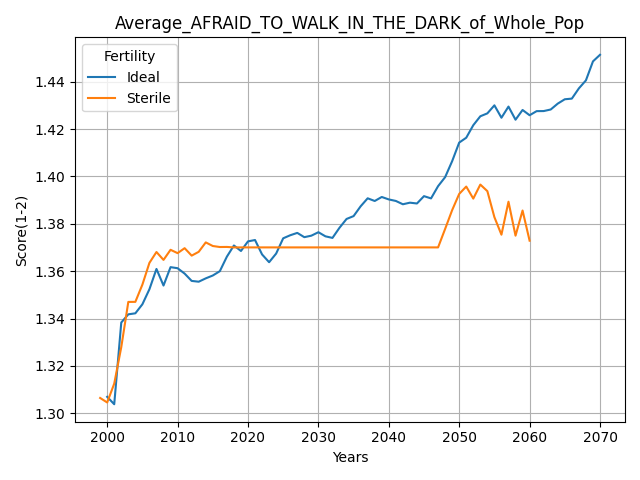 Average_AFRAID_TO_WALK_IN_THE_DARK_of_Whole_Pop
Fertility
Ideal
Sterile
Score(1-2)
1.44
1.42
1.40
1.38
1.36
1.34
1.32
1.30
2000 2010 2020 2030 2040 2050 2060 2070
Years